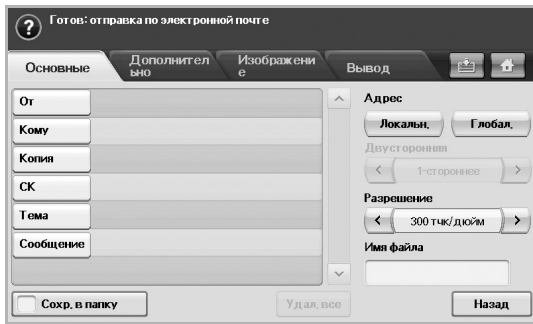 Готов: отправка по электронной почте
Основные
Дополнител
ьно
Изображени
е
Вывод
От
Кому
Копия
СК
Тема
Сообщение
Адрес
Локальн. Глобал.
Двусторонняя
1-стороннее
Разрешение
300 тчк/дюйм
Имя файла
Сохр. в папку
Удал. все
Назад